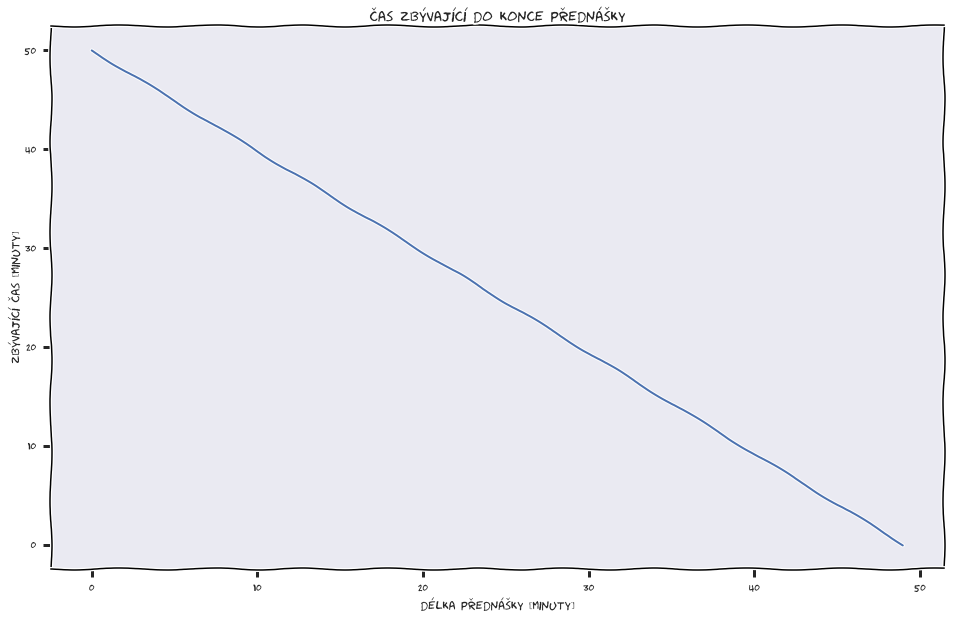 ČAS ZBÝVAJÍCÍ DO KONCE PŘEDNÁŠKY
ZBÝVAJÍCÍ ČAS [MINUTY]
50
40
30
20
10
0
0 10 20 30 40 50
DÉLKA PŘEDNÁŠKY [MINUTY]